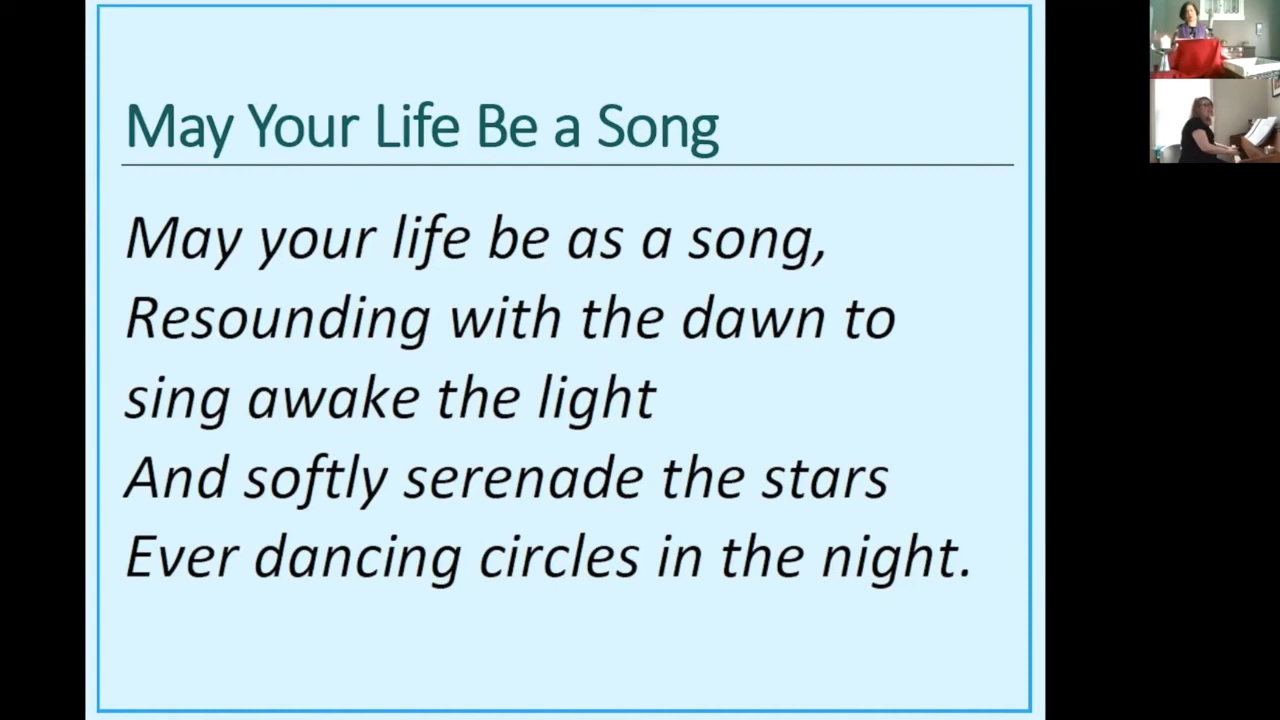 May Your Life Be a Song
May your life be as a song,
Resounding with the dawn to
sing awake the light
And softly serenade the stars
Ever dancing circles in the night.